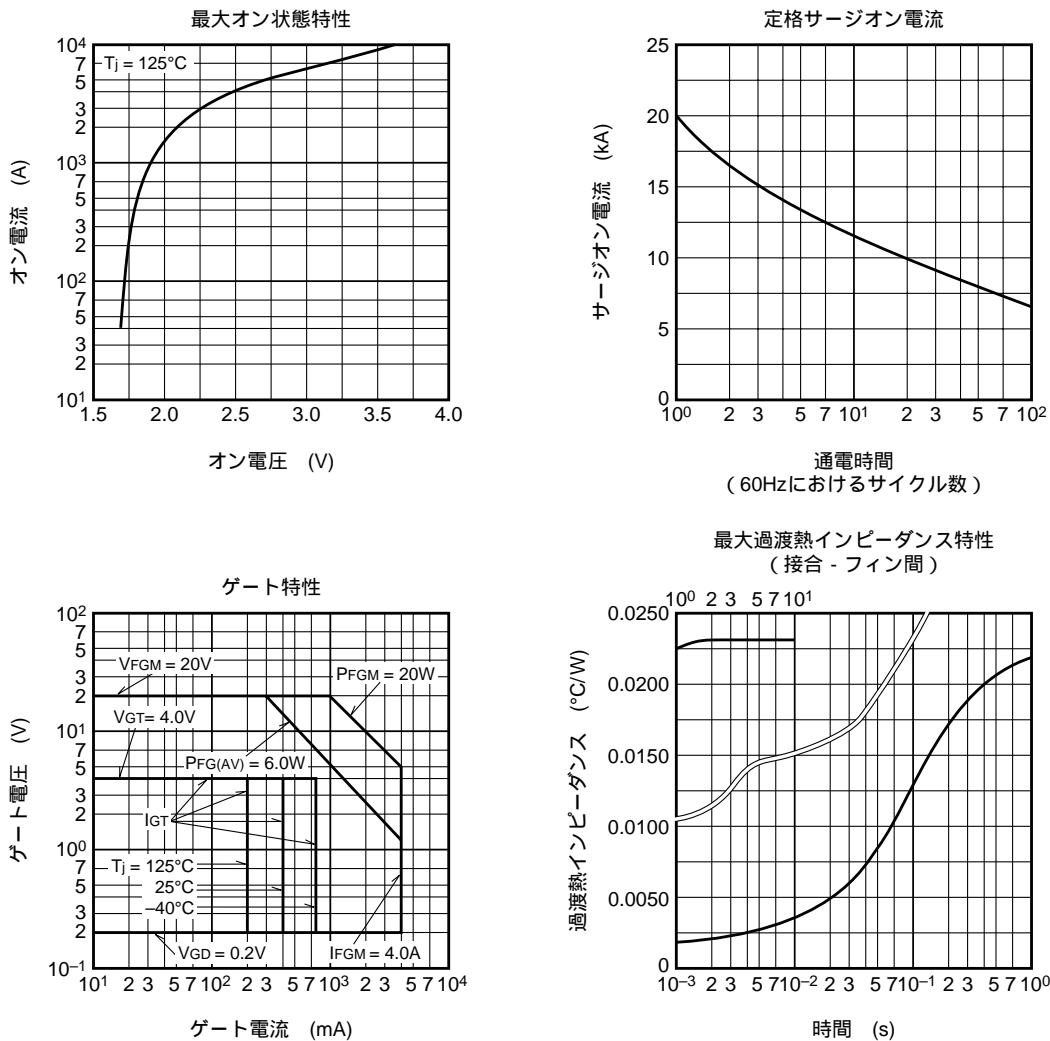 最大オン状態特性
10⁴
7
5
3
2
10³
7
5
3
2
10²
7
5
3
2
10¹
Tj = 125°C
オン電流 (A)
1.5 2.0 2.5 3.0 3.5 4.0
オン電圧 (V)
定格サージオン電流
25
20
15
10
5
0
サージオン電流 (kA)
10⁰ 2 3 5 7 10¹ 2 3 5 7 10²
通電時間
(60Hzにおけるサイクル数)
ゲート特性
10²
7
5
3
2
10¹
7
5
3
2
10⁰
7
5
3
2
10⁻¹
ゲート電圧 (V)
VFGM = 20V
PFGM = 20W
VGT= 4.0V
PFG(AV) = 6.0W
IGT
Tj = 125°C
25°C
–40°C
VGD = 0.2V
IFGM = 4.0A
10¹ 2 3 5 7 10² 2 3 5 7 10³ 2 3 5 7 10⁴
ゲート電流 (mA)
最大過渡熱インピーダンス特性
(接合 - フィン間)
10⁰ 2 3 5 7 10¹
0.0250
0.0200
0.0150
0.0100
0.0050
0
過渡熱インピーダンス (°C/W)
10⁻³ 2 3 5 7 10⁻² 2 3 5 7 10⁻¹ 2 3 5 7 10⁰
時間 (s)